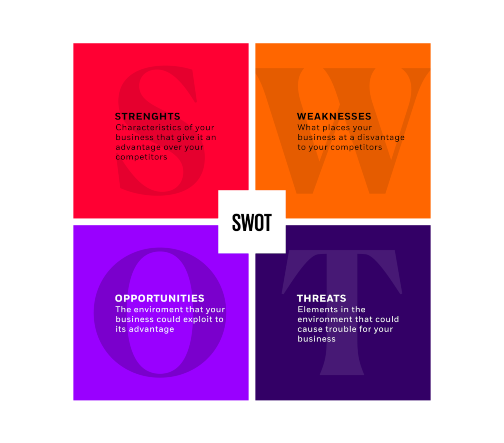 S
STRENGHTS
Characteristics of your
business that give it an
advantage over your
competitors
W
WEAKNESSES
What places your
business at a disvantage
to your competitors
SWOT
O
OPPORTUNITIES
The enviroment that your
business could exploit to
its advantage
T
THREATS
Elements in the
environment that could
cause trouble for your
business